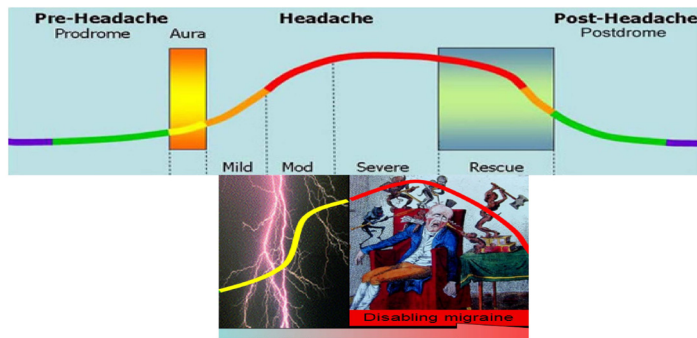 Pre-Headache
Prodrome
Aura
Headache
Post-Headache
Postdrome
Mild
Mod
Severe
Rescue
Disabling migraine